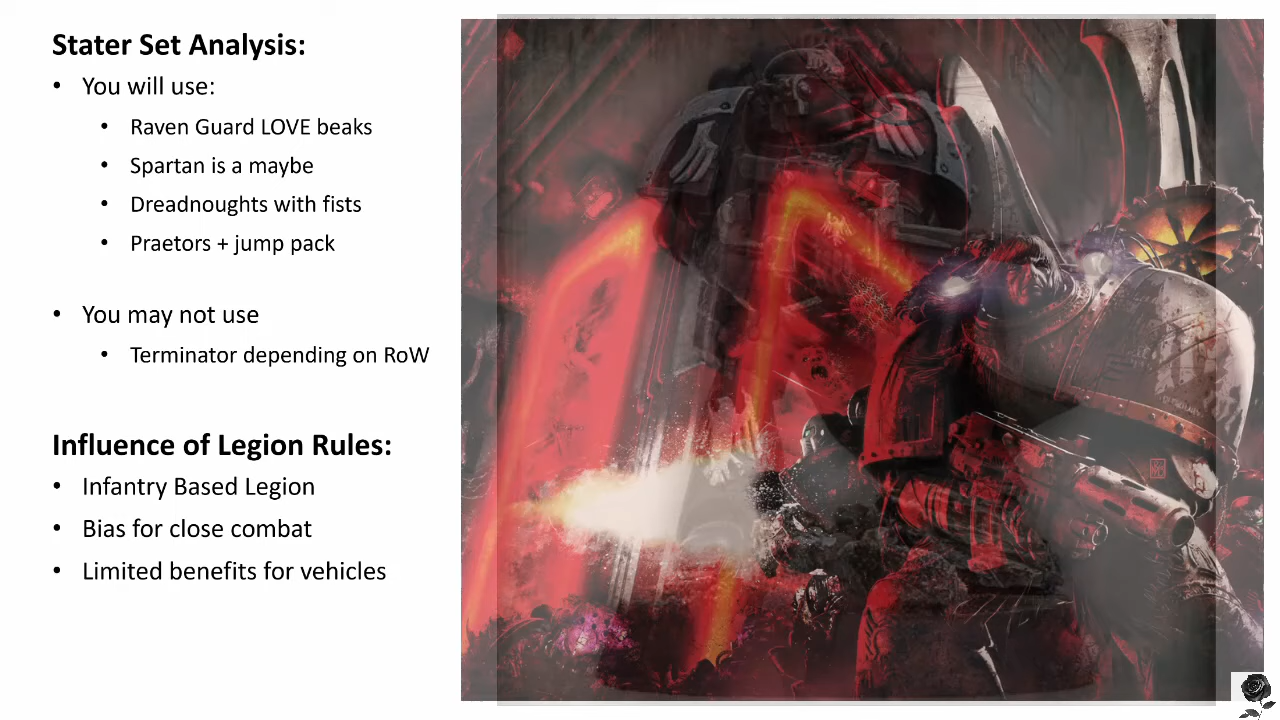 Stater Set Analysis:
• You will use:
• Raven Guard LOVE beaks
• Spartan is a maybe
• Dreadnoughts with fists
• Praetors + jump pack
• You may not use
• Terminator depending on RoW
Influence of Legion Rules:
• Infantry Based Legion
• Bias for close combat
• Limited benefits for vehicles